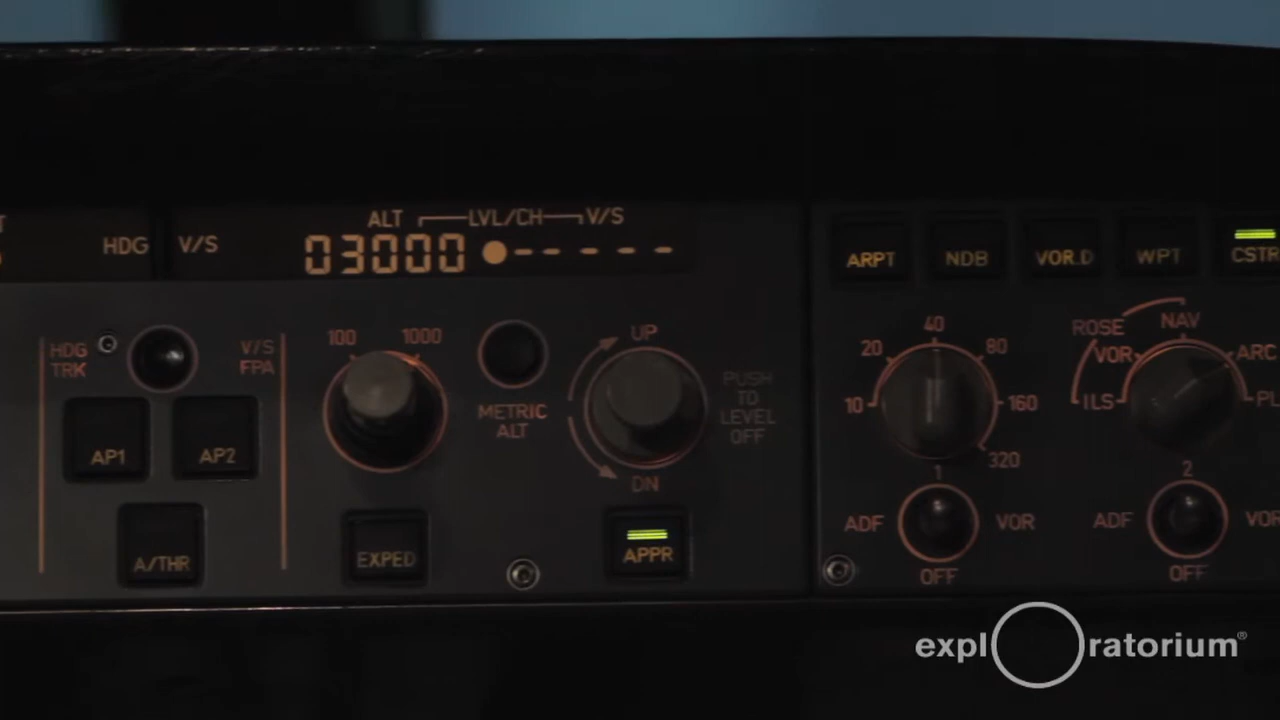 ALT LVL/CH V/S
HDG V/S 03000 - - - - -
ARPT NDB VOR.D WPT CSTR
HDG
TRK
V/S
FPA
100 1000
METRIC
ALT
UP
DN
PUSH
TO
LEVEL
OFF
AP1 AP2
A/THR
EXPED
APPR
10 20 40 80 160 320
ROSE NAV
ILS VOR ARC
1
ADF VOR
OFF
2
ADF
OFF
expl ratorium®